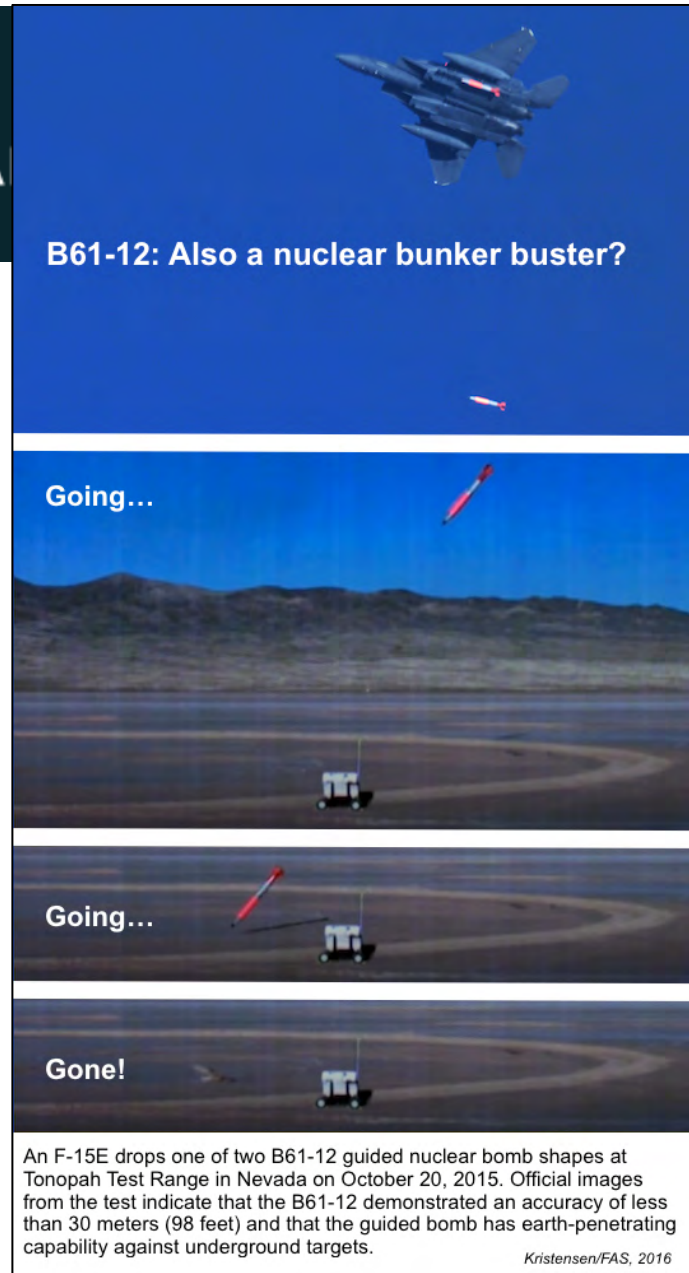 B61-12: Also a nuclear bunker buster?
Going…
Going…
Gone!
An F-15E drops one of two B61-12 guided nuclear bomb shapes at
Tonopah Test Range in Nevada on October 20, 2015. Official images
from the test indicate that the B61-12 demonstrated an accuracy of less
than 30 meters (98 feet) and that the guided bomb has earth-penetrating
capability against underground targets.
Kristensen/FAS, 2016